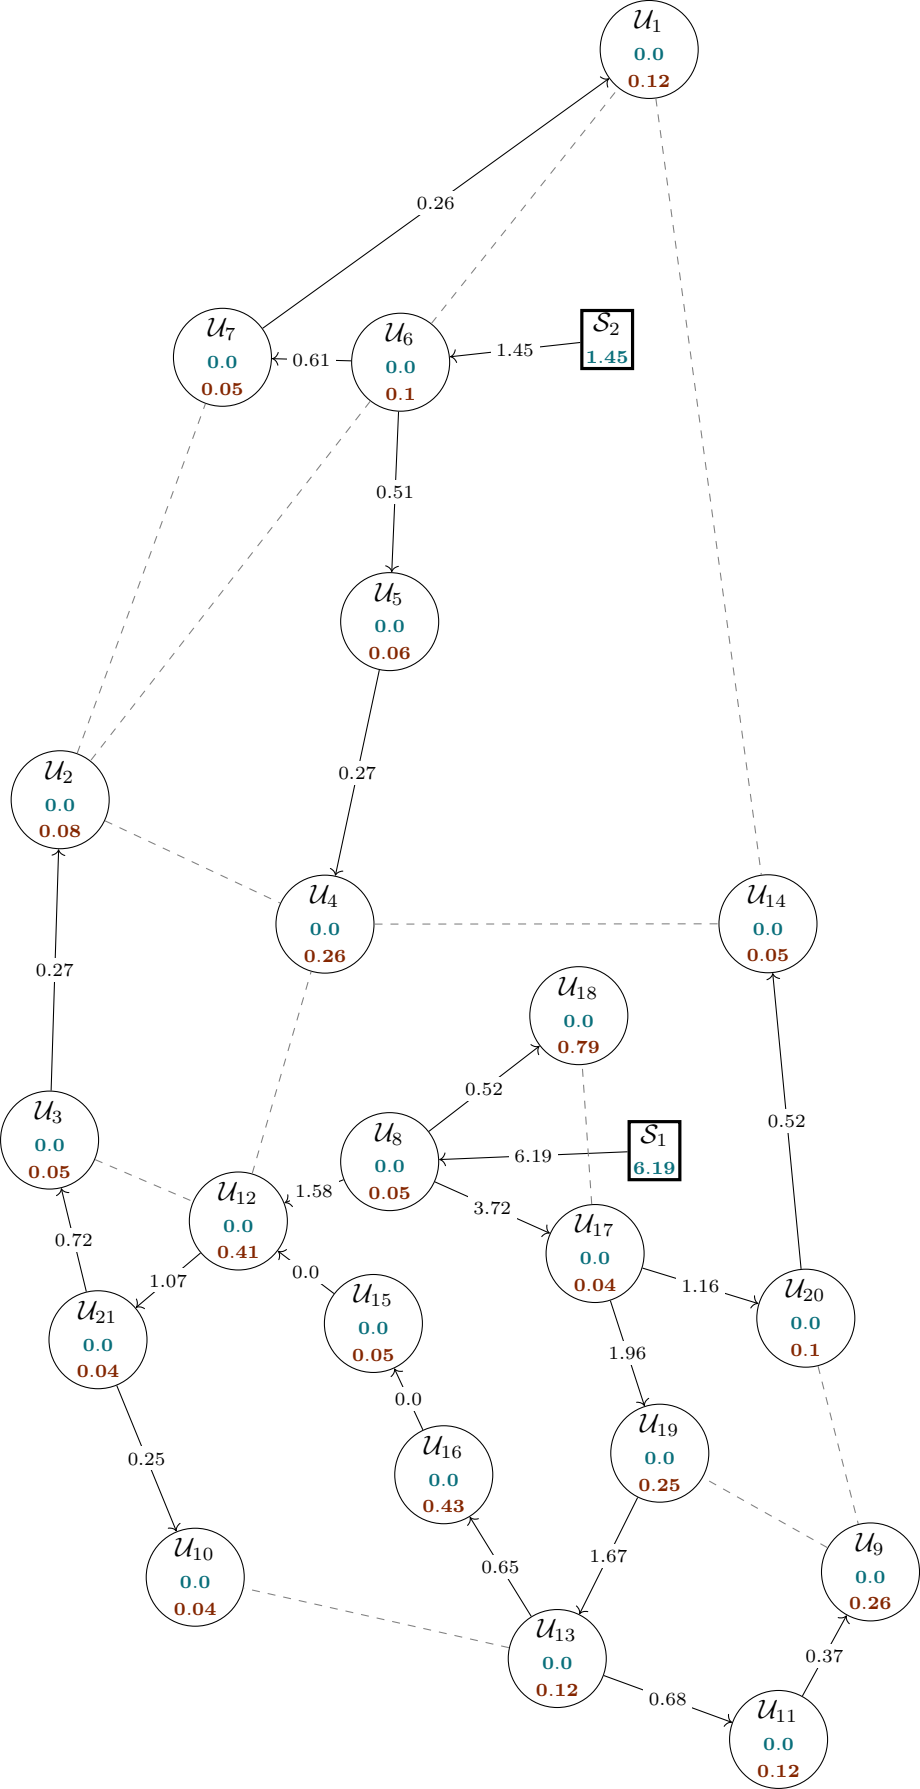 𝒰₁
0.0
0.12
0.26
𝒰₇
0.0
0.05
𝒰₆
0.0
0.1
𝒮₂
1.45
0.61
1.45
0.51
𝒰₅
0.0
0.06
0.27
𝒰₂
0.0
0.08
𝒰₄
0.0
0.26
𝒰₁₄
0.0
0.05
0.27
𝒰₁₈
0.0
0.79
0.52
0.52
𝒰₃
0.0
0.05
𝒰₈
0.0
0.05
6.19
𝒮₁
6.19
𝒰₁₂
0.0
0.41
1.58
3.72
𝒰₁₇
0.0
0.04
0.72
1.07
0.0
1.16
𝒰₂₁
0.0
0.04
𝒰₁₅
0.0
0.05
𝒰₂₀
0.0
0.1
1.96
0.0
0.25
𝒰₁₆
0.0
0.43
𝒰₁₉
0.0
0.25
𝒰₁₀
0.0
0.04
0.65
1.67
𝒰₉
0.0
0.26
𝒰₁₃
0.0
0.12
0.37
0.68
𝒰₁₁
0.0
0.12